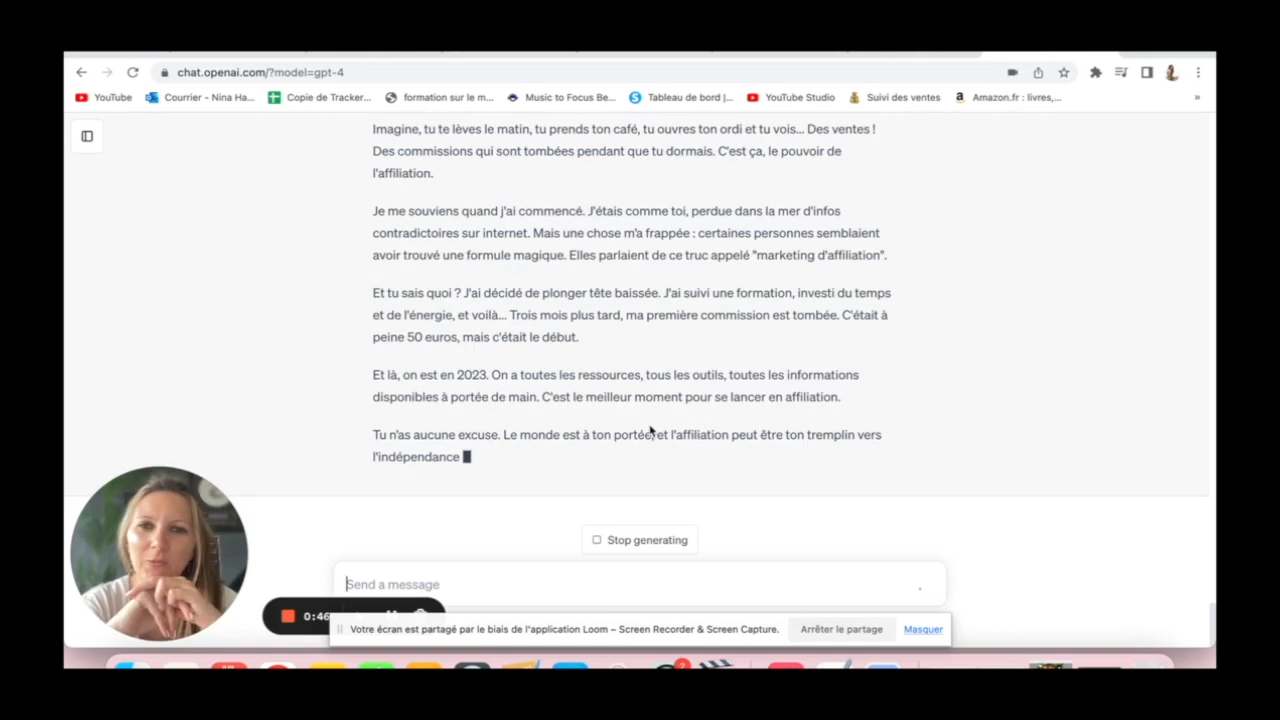 chat.openai.com/?model=gpt-4
YouTube Courrier - Nina Ha... Copie de Tracker... formation sur le m... Music to Focus Be... Tableau de bord |... YouTube Studio Suivi des ventes Amazon.fr : livres,... »
Imagine, tu te lèves le matin, tu prends ton café, tu ouvres ton ordi et tu vois... Des ventes !
Des commissions qui sont tombées pendant que tu dormais. C'est ça, le pouvoir de
l'affiliation.
Je me souviens quand j'ai commencé. J'étais comme toi, perdue dans la mer d'infos
contradictoires sur internet. Mais une chose m'a frappée : certaines personnes semblaient
avoir trouvé une formule magique. Elles parlaient de ce truc appelé "marketing d'affiliation".
Et tu sais quoi ? J'ai décidé de plonger tête baissée. J'ai suivi une formation, investi du temps
et de l'énergie, et voilà... Trois mois plus tard, ma première commission est tombée. C'était à
peine 50 euros, mais c'était le début.
Et là, on est en 2023. On a toutes les ressources, tous les outils, toutes les informations
disponibles à portée de main. C'est le meilleur moment pour se lancer en affiliation.
Tu n'as aucune excuse. Le monde est à ton portée, et l'affiliation peut être ton tremplin vers
l'indépendance
Stop generating
Send a message
0:46
Votre écran est partagé par le biais de l'application Loom – Screen Recorder & Screen Capture. Arrêter le partage Masquer